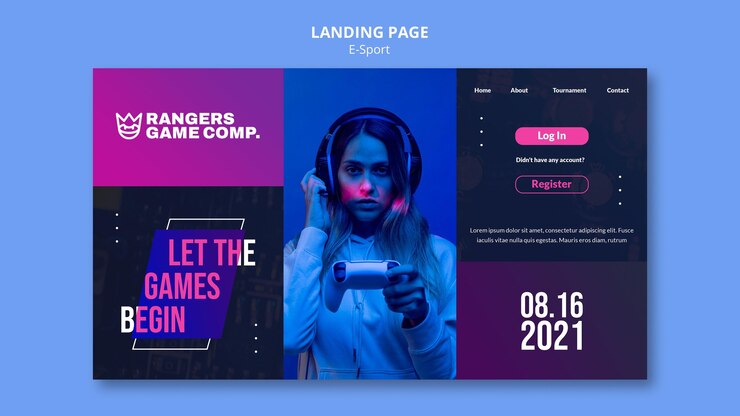 LANDING PAGE
E-Sport
RANGERS
GAME COMP.
LET THE
GAMES
BEGIN
Home About Tournament Contact
Log In
Didn't have any account?
Register
Lorem ipsum dolor sit amet, consectetur adipiscing elit. Fusce
iaculis vitae nulla quis egestas. Mauris eros diam, rutrum
08.16
2021